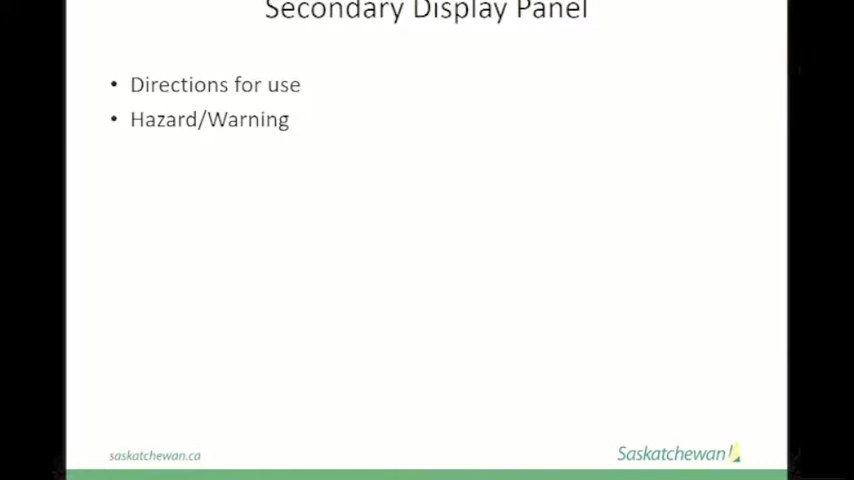 Secondary Display Panel
• Directions for use
• Hazard/Warning
saskatchewan.ca
Saskatchewan